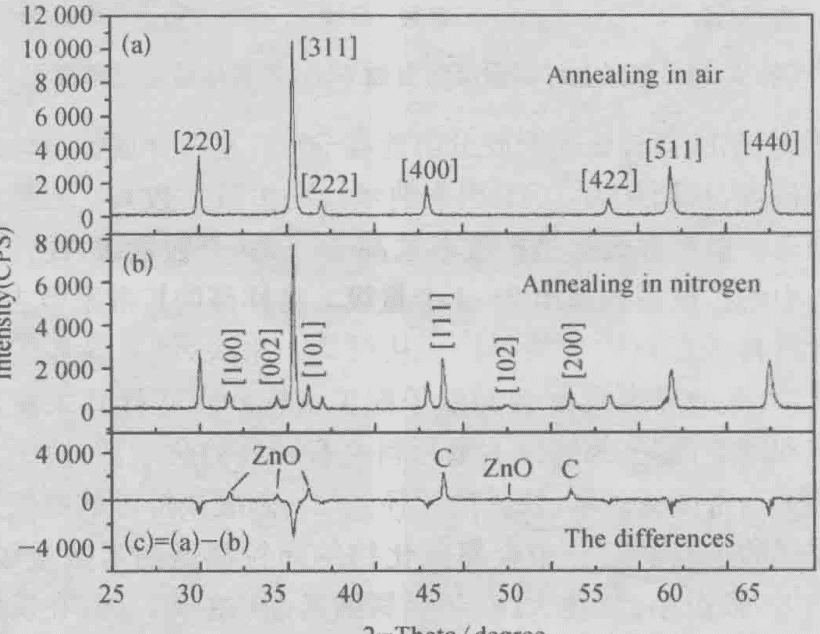 12 000
10 000
8 000
6 000
4 000
2 000
0
(a)
[311]
Annealing in air
[220]
[222]
[400]
[422]
[511]
[440]
Intensity(CPS)
8 000
6 000
4 000
2 000
0
(b)
Annealing in nitrogen
[100]
[002]
[101]
[111]
[102]
[200]
4 000
0
−4 000
ZnO
C
ZnO
C
(c)=(a)−(b)
The differences
25 30 35 40 45 50 55 60 65
2−Theta / degree